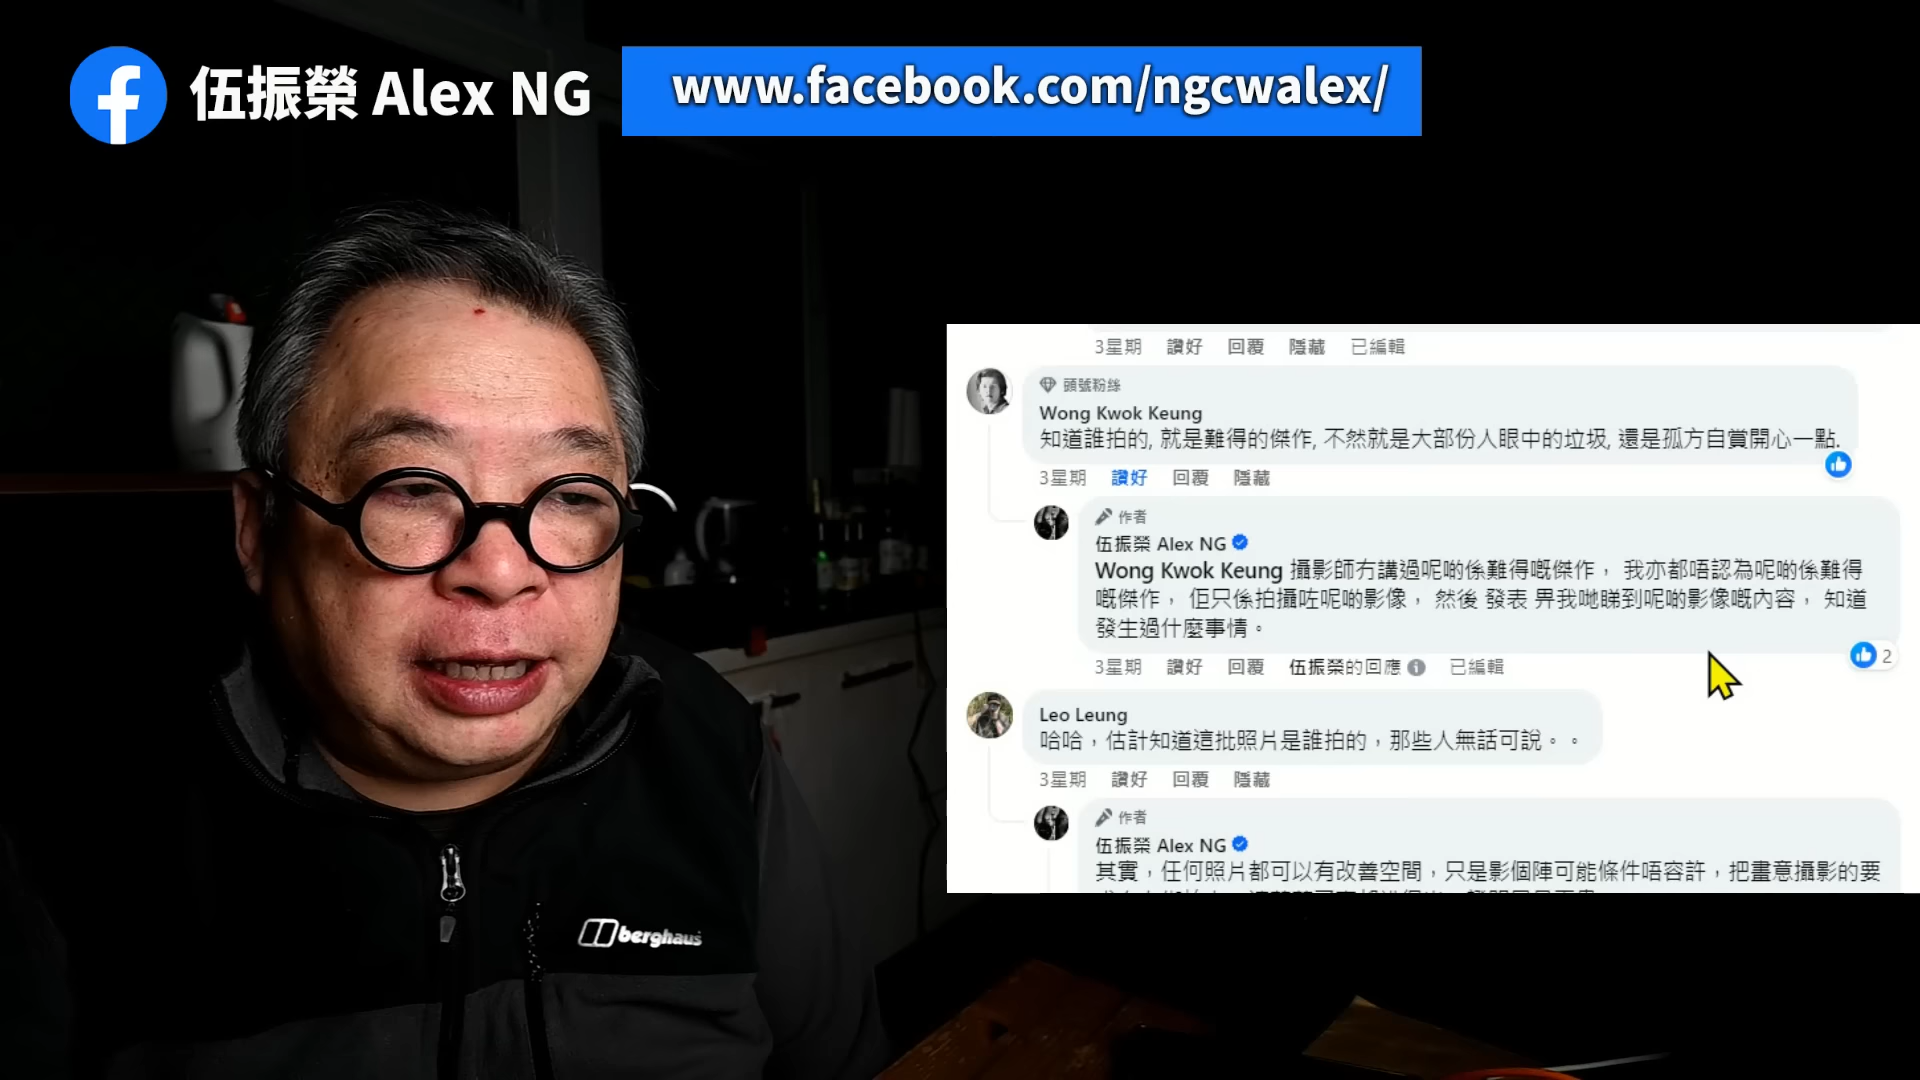 伍振榮 Alex NG
www.facebook.com/ngcwalex/
3星期 讚好 回覆 隱藏 已編輯
頭號粉絲
Wong Kwok Keung
知道誰拍的, 就是難得的傑作, 不然就是大部份人眼中的垃圾, 還是孤方自賞開心一點.
3星期 讚好 回覆 隱藏
作者
伍振榮 Alex NG
Wong Kwok Keung 攝影師冇講過呢啲係難得嘅傑作， 我亦都唔認為呢啲係難得
嘅傑作， 佢只係拍攝咗呢啲影像， 然後 發表 畀我哋睇到呢啲影像嘅內容， 知道
發生過什麼事情。
2
3星期 讚好 回覆 伍振榮的回應 已編輯
Leo Leung
哈哈，估計知道這批照片是誰拍的，那些人無話可說。。
3星期 讚好 回覆 隱藏
作者
伍振榮 Alex NG
其實，任何照片都可以有改善空間，只是影個陣可能條件唔容許，把畫意攝影的要
berghaus